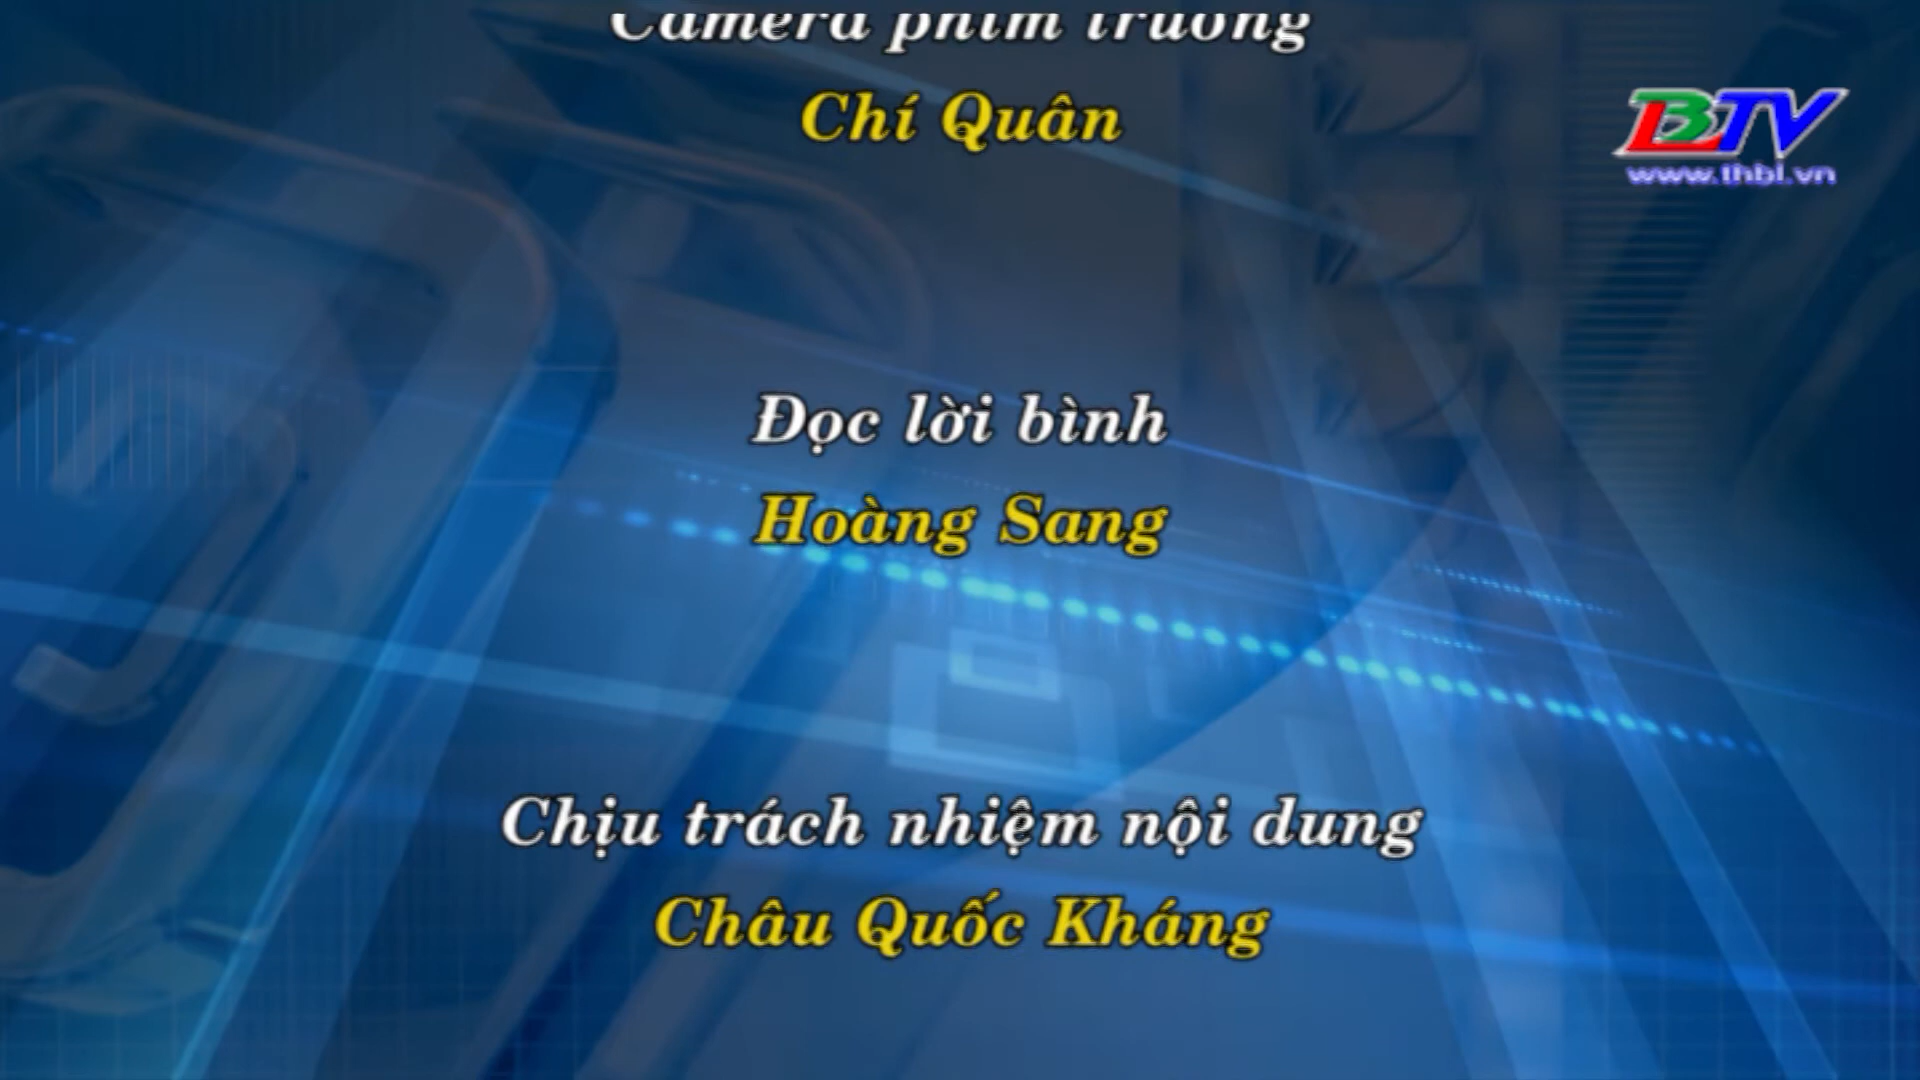 Camera phim trường
Chí Quân
BTV
www.thbl.vn
Đọc lời bình
Hoàng Sang
Chịu trách nhiệm nội dung
Châu Quốc Kháng